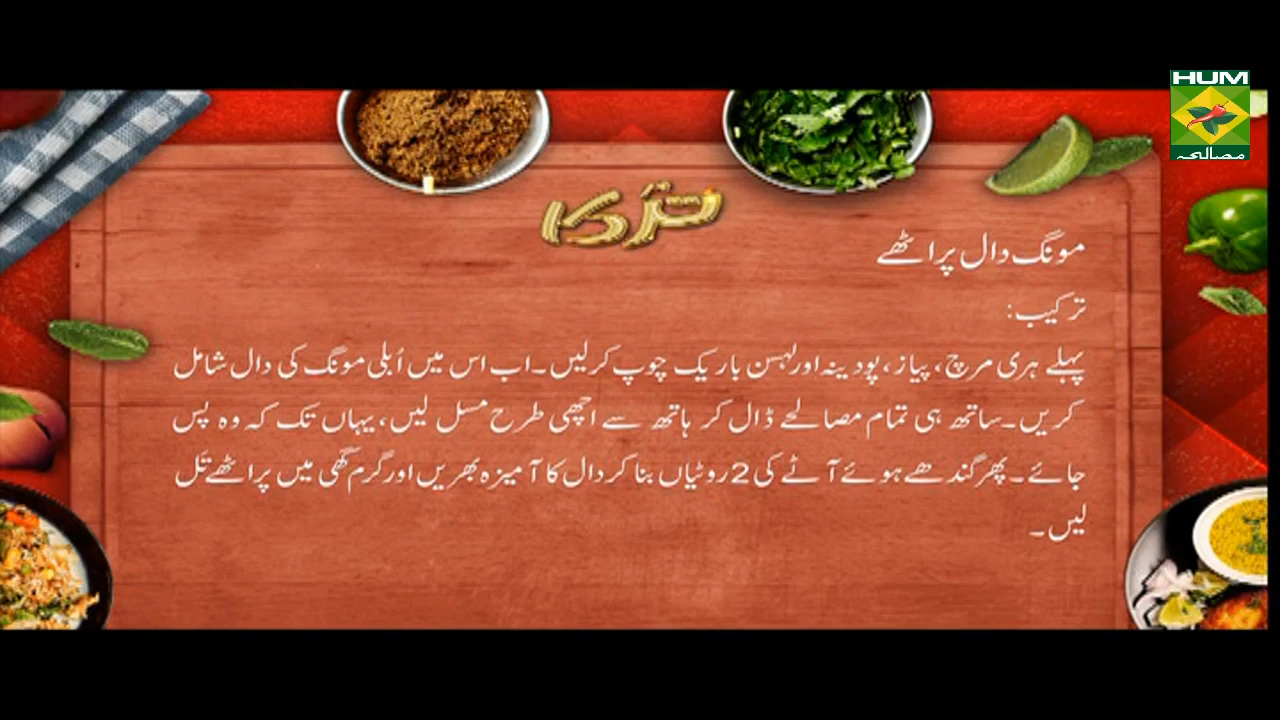 HUM
مصالحہ
تڑکا
مونگ دال پراٹھے
ترکیب:
پہلے ہری مرچ، پیاز، پودینہ اور لہسن باریک چوپ کرلیں۔اب اس میں اُبلی مونگ کی دال شامل
کریں۔ساتھ ہی تمام مصالحے ڈال کر ہاتھ سے اچھی طرح مسل لیں، یہاں تک کہ وہ پس
جائے۔پھر گندھے ہوئے آٹے کی 2 روٹیاں بنا کر دال کا آمیزہ بھریں اور گرم گھی میں پراٹھے تَل
لیں۔